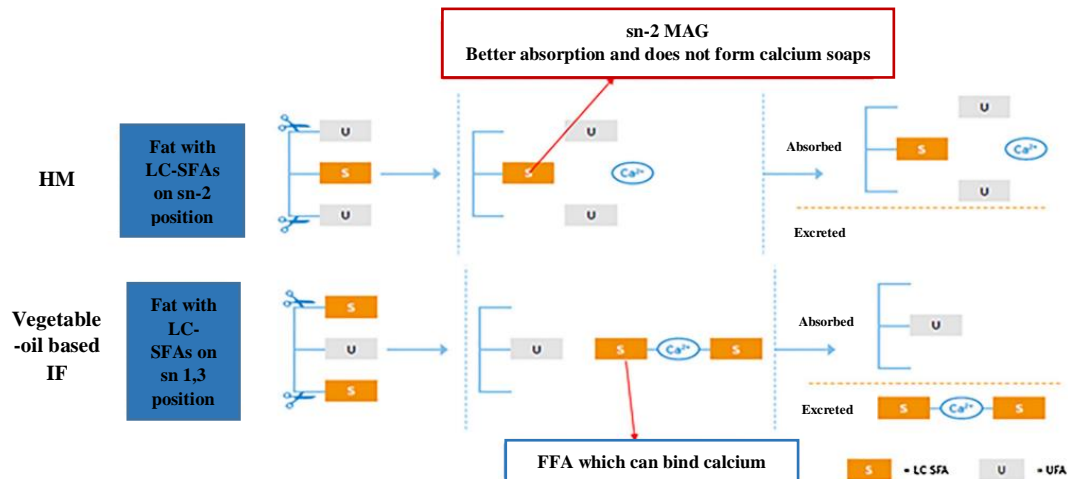 sn-2 MAG
Better absorption and does not form calcium soaps
HM
Fat with
LC-SFAs
on sn-2
position
U
S
U
U
S
Ca²⁺
U
Absorbed
U
S
Ca²⁺
U
Excreted
Vegetable
-oil based
IF
Fat with
LC-
SFAs on
sn 1,3
position
S
U
S
U
S
Ca²⁺
S
Absorbed
U
Excreted
S
Ca²⁺
S
FFA which can bind calcium
S = LC SFA
U = UFA